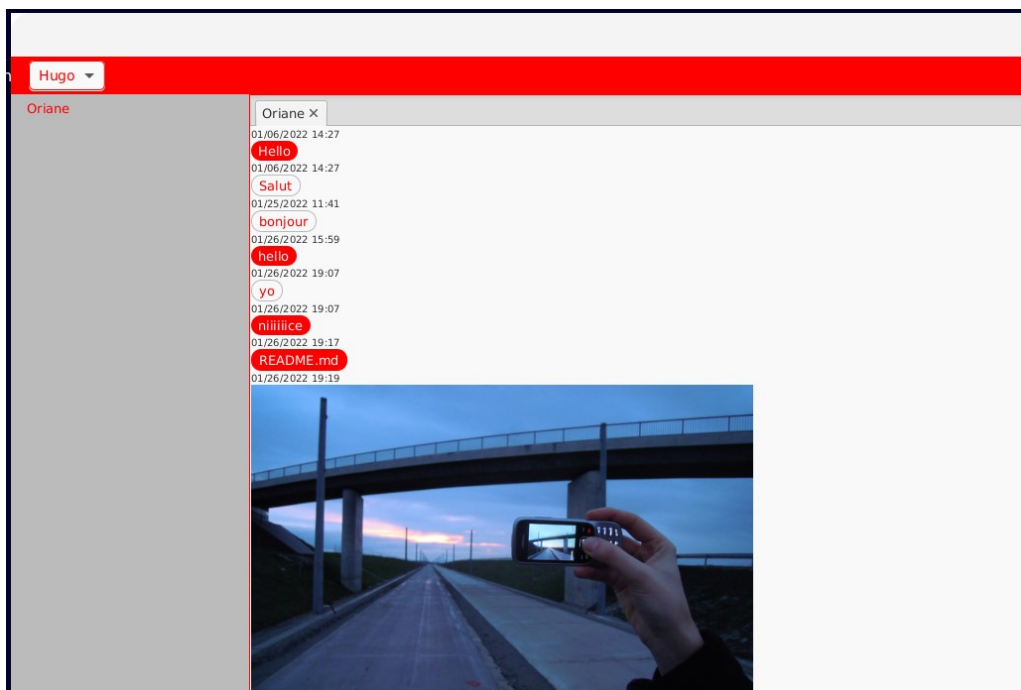 Hugo
Oriane
Oriane ×
01/06/2022 14:27
Hello
01/06/2022 14:27
Salut
01/25/2022 11:41
bonjour
01/26/2022 15:59
hello
01/26/2022 19:07
yo
01/26/2022 19:07
niiiiiice
01/26/2022 19:17
README.md
01/26/2022 19:19